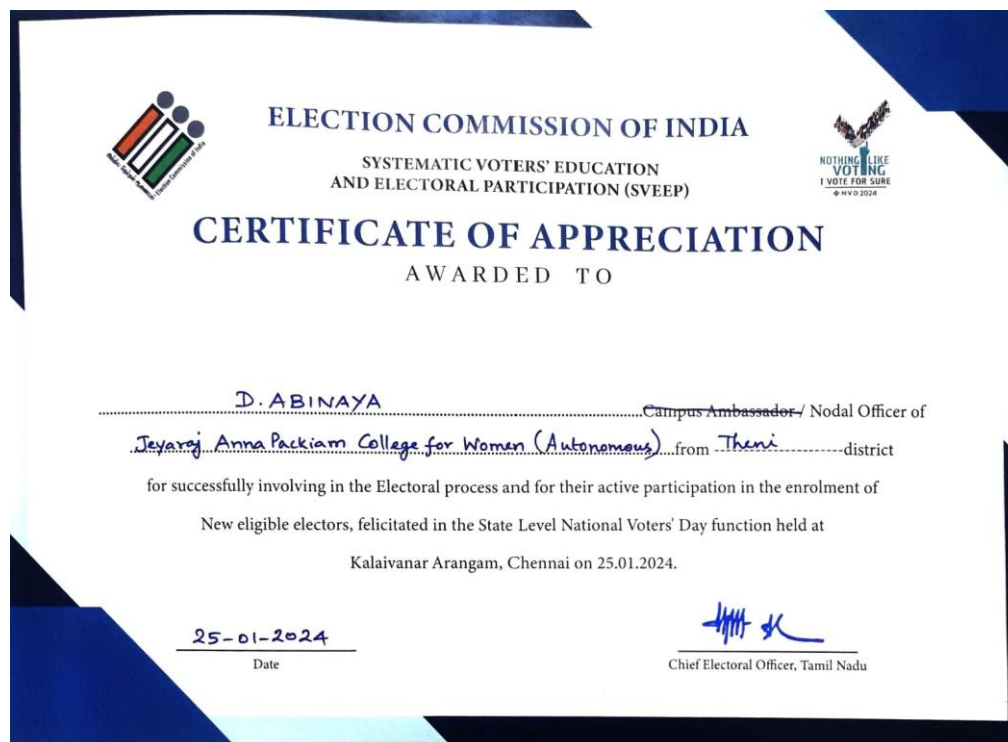 ELECTION COMMISSION OF INDIA
SYSTEMATIC VOTERS' EDUCATION
AND ELECTORAL PARTICIPATION (SVEEP)
NOTHING LIKE
VOTING
I VOTE FOR SURE
NVD 2024
Election Commission of India
CERTIFICATE OF APPRECIATION
AWARDED TO
D. ABINAYA Campus Ambassador / Nodal Officer of
Jeyaraj Anna Packiam College for Women (Autonomous) from Theni district
for successfully involving in the Electoral process and for their active participation in the enrolment of
New eligible electors, felicitated in the State Level National Voters' Day function held at
Kalaivanar Arangam, Chennai on 25.01.2024.
25-01-2024
Date
Chief Electoral Officer, Tamil Nadu